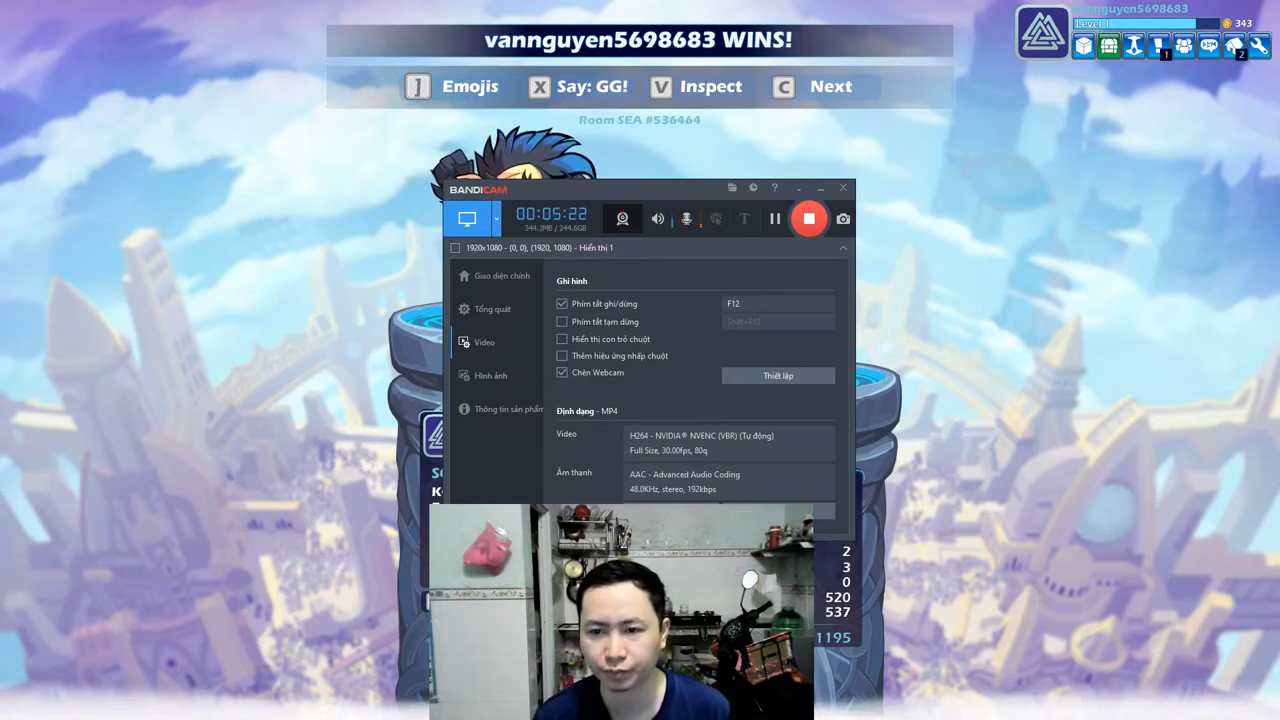 vannguyen5698683
Level 1
343
1
2
vannguyen5698683 WINS!
] Emojis X Say: GG! V Inspect C Next
Room SEA #536464
BANDICAM
00:05:22
344.2MB / 244.6GB
T
1920x1080 - (0, 0), (1920, 1080) - Hiển thị 1
Giao diện chính
Tổng quát
Video
Hình ảnh
Thông tin sản phẩm
Ghi hình
Phím tắt ghi/dừng F12
Phím tắt tạm dừng Shift+F12
Hiển thị con trỏ chuột
Thêm hiệu ứng nhấp chuột
Chèn Webcam Thiết lập
Định dạng - MP4
Video H264 - NVIDIA® NVENC (VBR) (Tự động)
Full Size, 30.00fps, 80q
Âm thanh AAC - Advanced Audio Coding
48.0KHz, stereo, 192kbps
2
3
0
520
537
1195